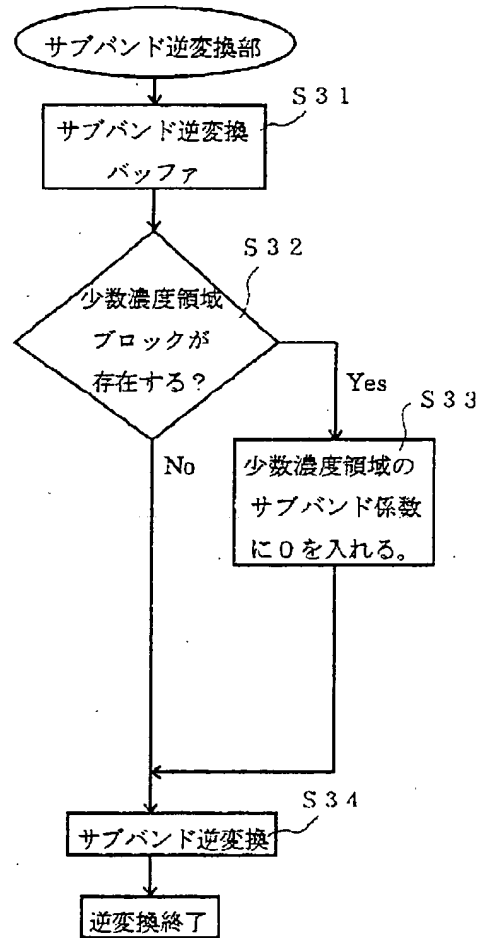 サブバンド逆変換部
S31
サブバンド逆変換
バッファ
S32
少数濃度領域
ブロックが
存在する?
Yes
S33
No
少数濃度領域の
サブバンド係数
に0を入れる。
S34
サブバンド逆変換
逆変換終了